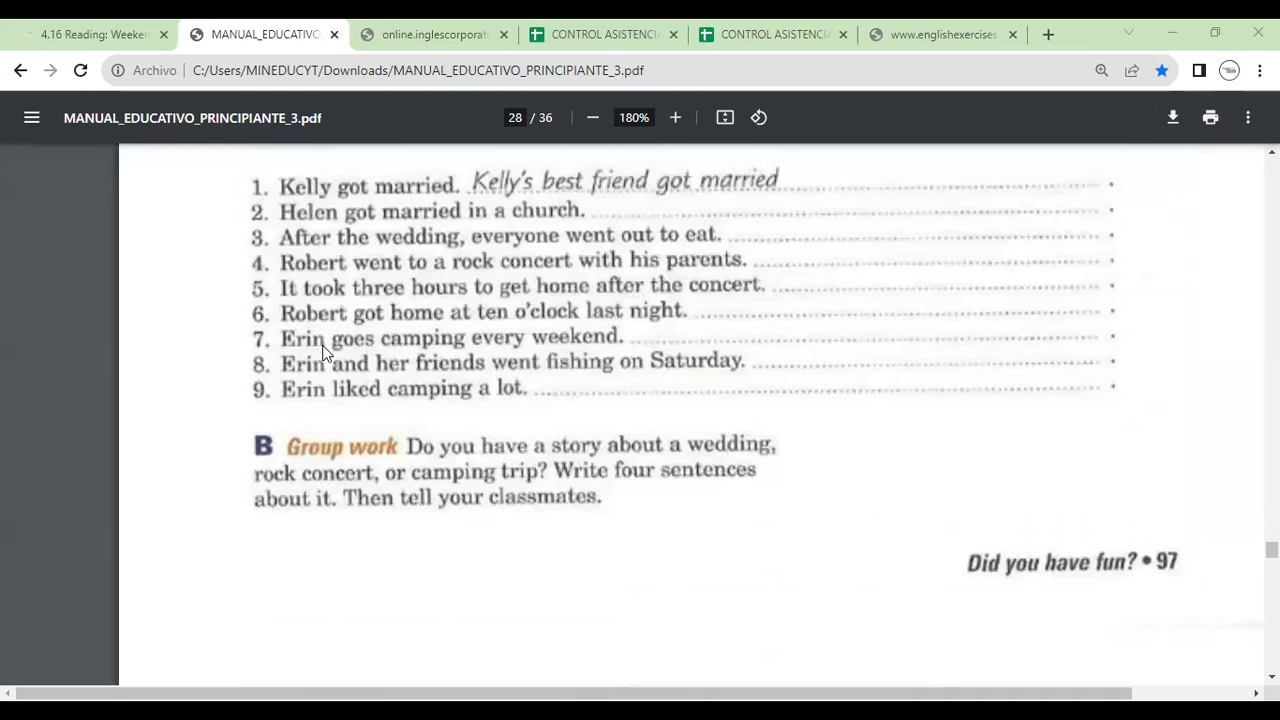 4.16 Reading: Weeken
MANUAL_EDUCATIVO
online.inglescorporat
CONTROL ASISTENCIA
CONTROL ASISTENCIA
www.englishexercises
Archivo C:/Users/MINEDUCYT/Downloads/MANUAL_EDUCATIVO_PRINCIPIANTE_3.pdf
MANUAL_EDUCATIVO_PRINCIPIANTE_3.pdf 28 / 36 180%
1. Kelly got married. Kelly's best friend got married .
2. Helen got married in a church. .
3. After the wedding, everyone went out to eat. .
4. Robert went to a rock concert with his parents. .
5. It took three hours to get home after the concert. .
6. Robert got home at ten o'clock last night. .
7. Erin goes camping every weekend. .
8. Erin and her friends went fishing on Saturday. .
9. Erin liked camping a lot. .
B Group work Do you have a story about a wedding,
rock concert, or camping trip? Write four sentences
about it. Then tell your classmates.
Did you have fun? • 97